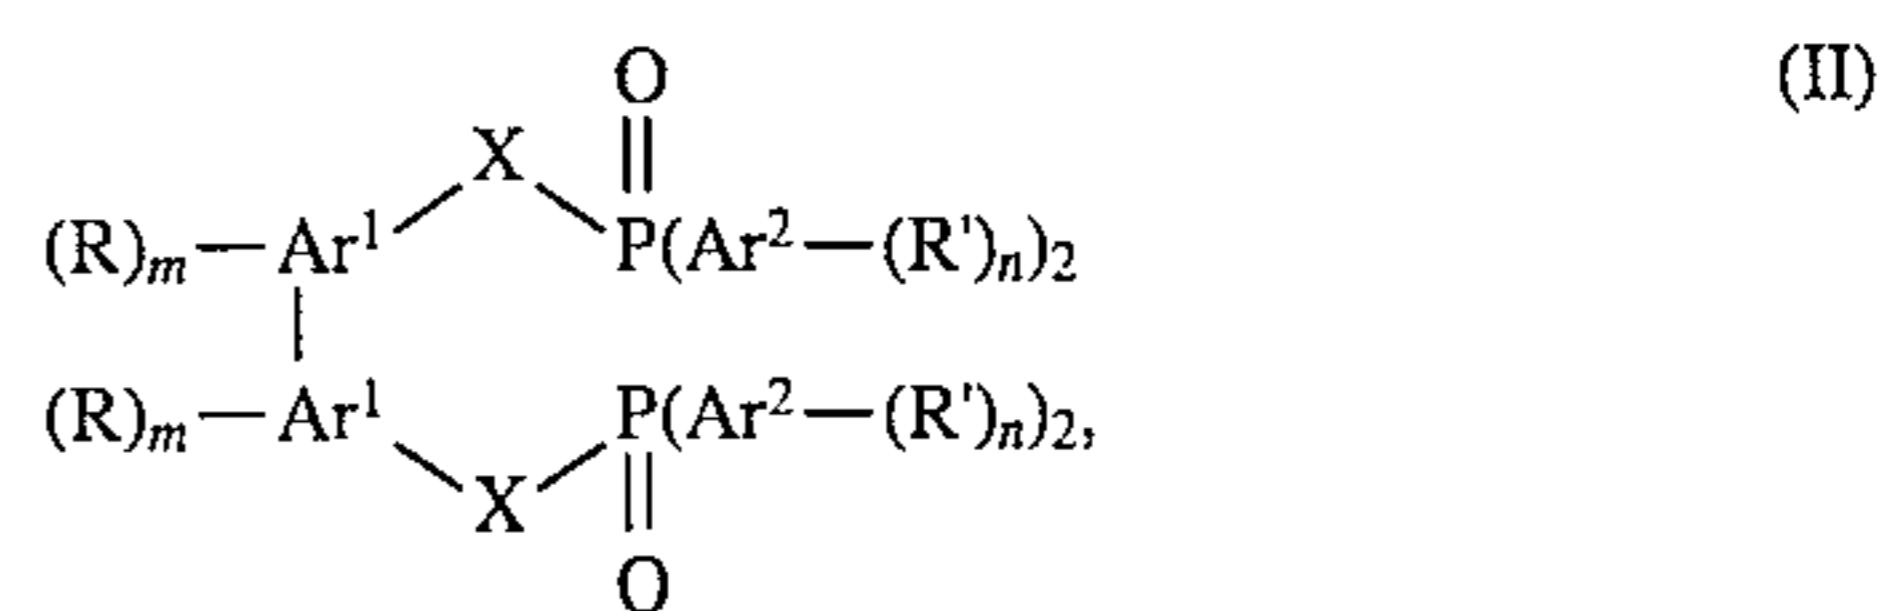 O (II)
X
(R)m—Ar¹ P(Ar²—(R')n)2
(R)m—Ar¹ P(Ar²—(R')n)2,
X
O